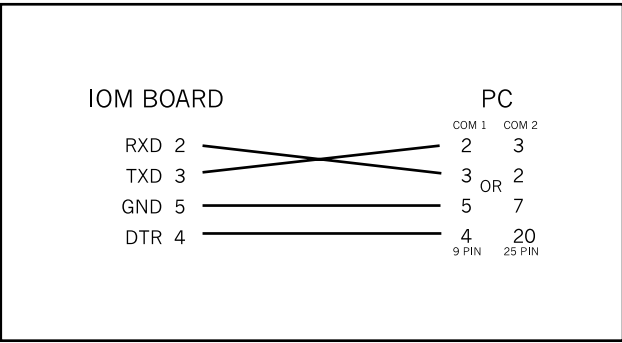 IOM BOARD PC
COM 1 COM 2
RXD 2 2 3
TXD 3 3 OR 2
GND 5 5 7
DTR 4 4 20
9 PIN 25 PIN